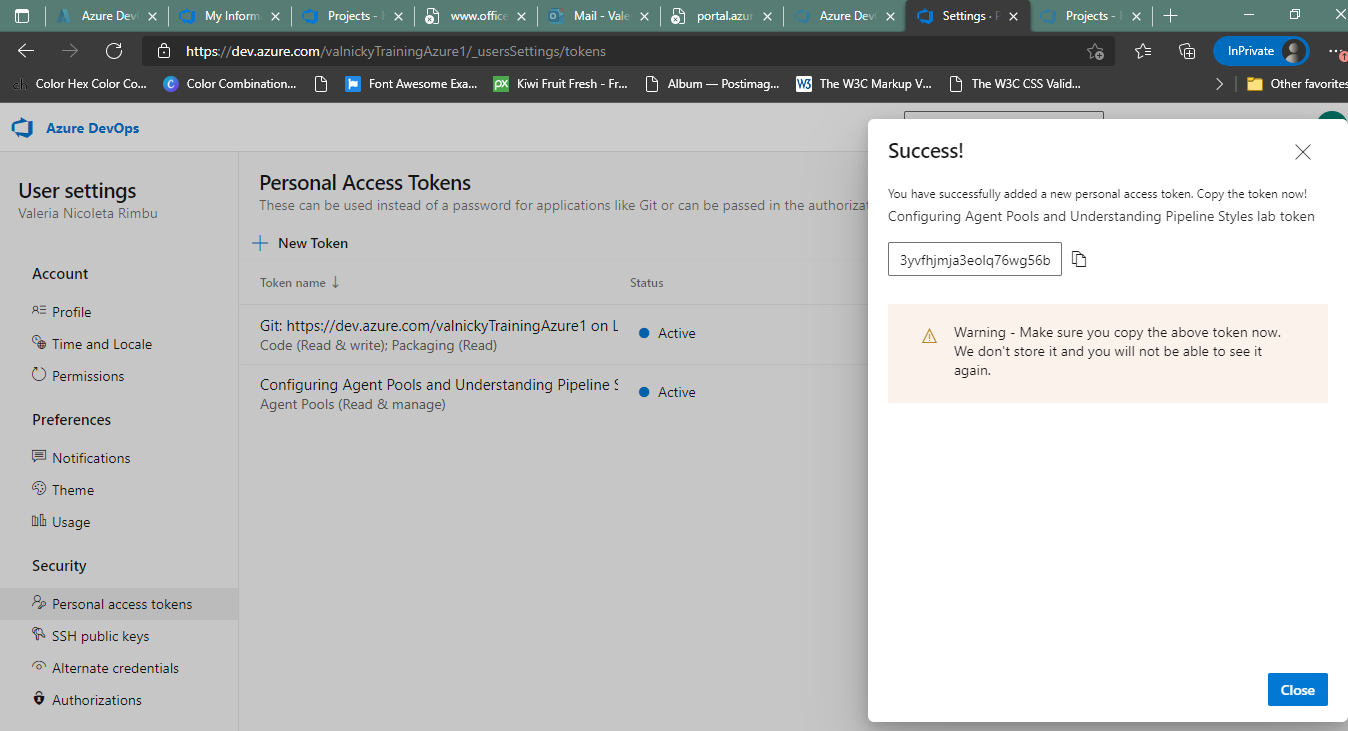 Azure Dev
My Inform
Projects -
www.office
Mail - Vale
portal.azur
Azure Dev
Settings · P
Projects -
https://dev.azure.com/valnickyTrainingAzure1/_usersSettings/tokens
InPrivate
Color Hex Color Co...
Color Combination...
Font Awesome Exa...
Kiwi Fruit Fresh - Fr...
Album — Postimag...
The W3C Markup V...
The W3C CSS Valid...
Other favorites
Azure DevOps
User settings
Valeria Nicoleta Rimbu
Account
Profile
Time and Locale
Permissions
Preferences
Notifications
Theme
Usage
Security
Personal access tokens
SSH public keys
Alternate credentials
Authorizations
Personal Access Tokens
These can be used instead of a password for applications like Git or can be passed in the authorizat
New Token
Token name
Status
Git: https://dev.azure.com/valnickyTrainingAzure1 on L
Code (Read & write); Packaging (Read)
Active
Configuring Agent Pools and Understanding Pipeline S
Agent Pools (Read & manage)
Active
Success!
You have successfully added a new personal access token. Copy the token now!
Configuring Agent Pools and Understanding Pipeline Styles lab token
3yvfhjmja3eolq76wg56b
Warning - Make sure you copy the above token now.
We don't store it and you will not be able to see it
again.
Close